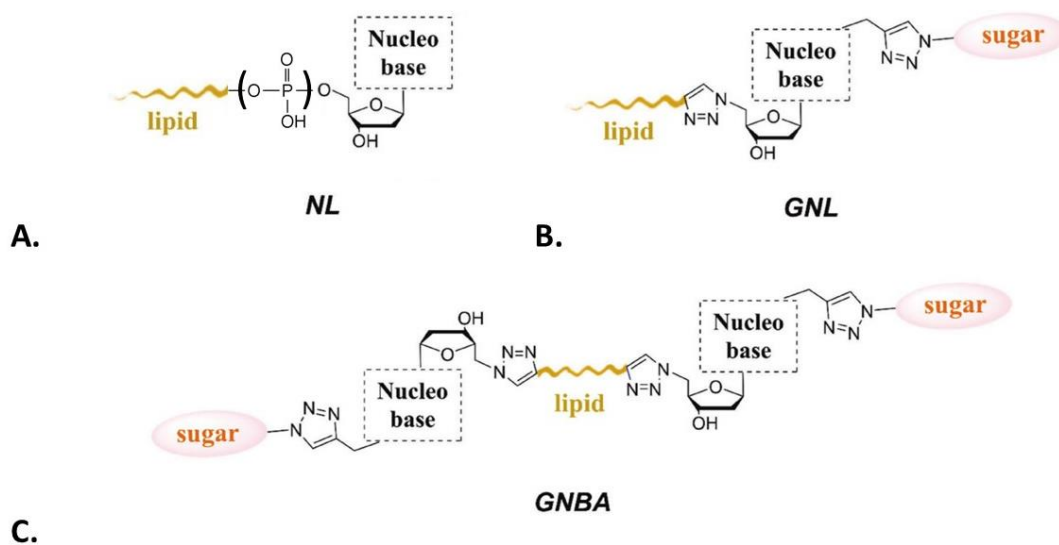 Nucleo
base
O
O
P
O
OH
O
OH
lipid
NL
A.
Nucleo
base
N
N=N
sugar
N
N=N
O
OH
lipid
GNL
B.
OH
O
N=N
N
Nucleo
base
N=N
N
sugar
lipid
N
N=N
O
OH
Nucleo
base
N
N=N
sugar
GNBA
C.